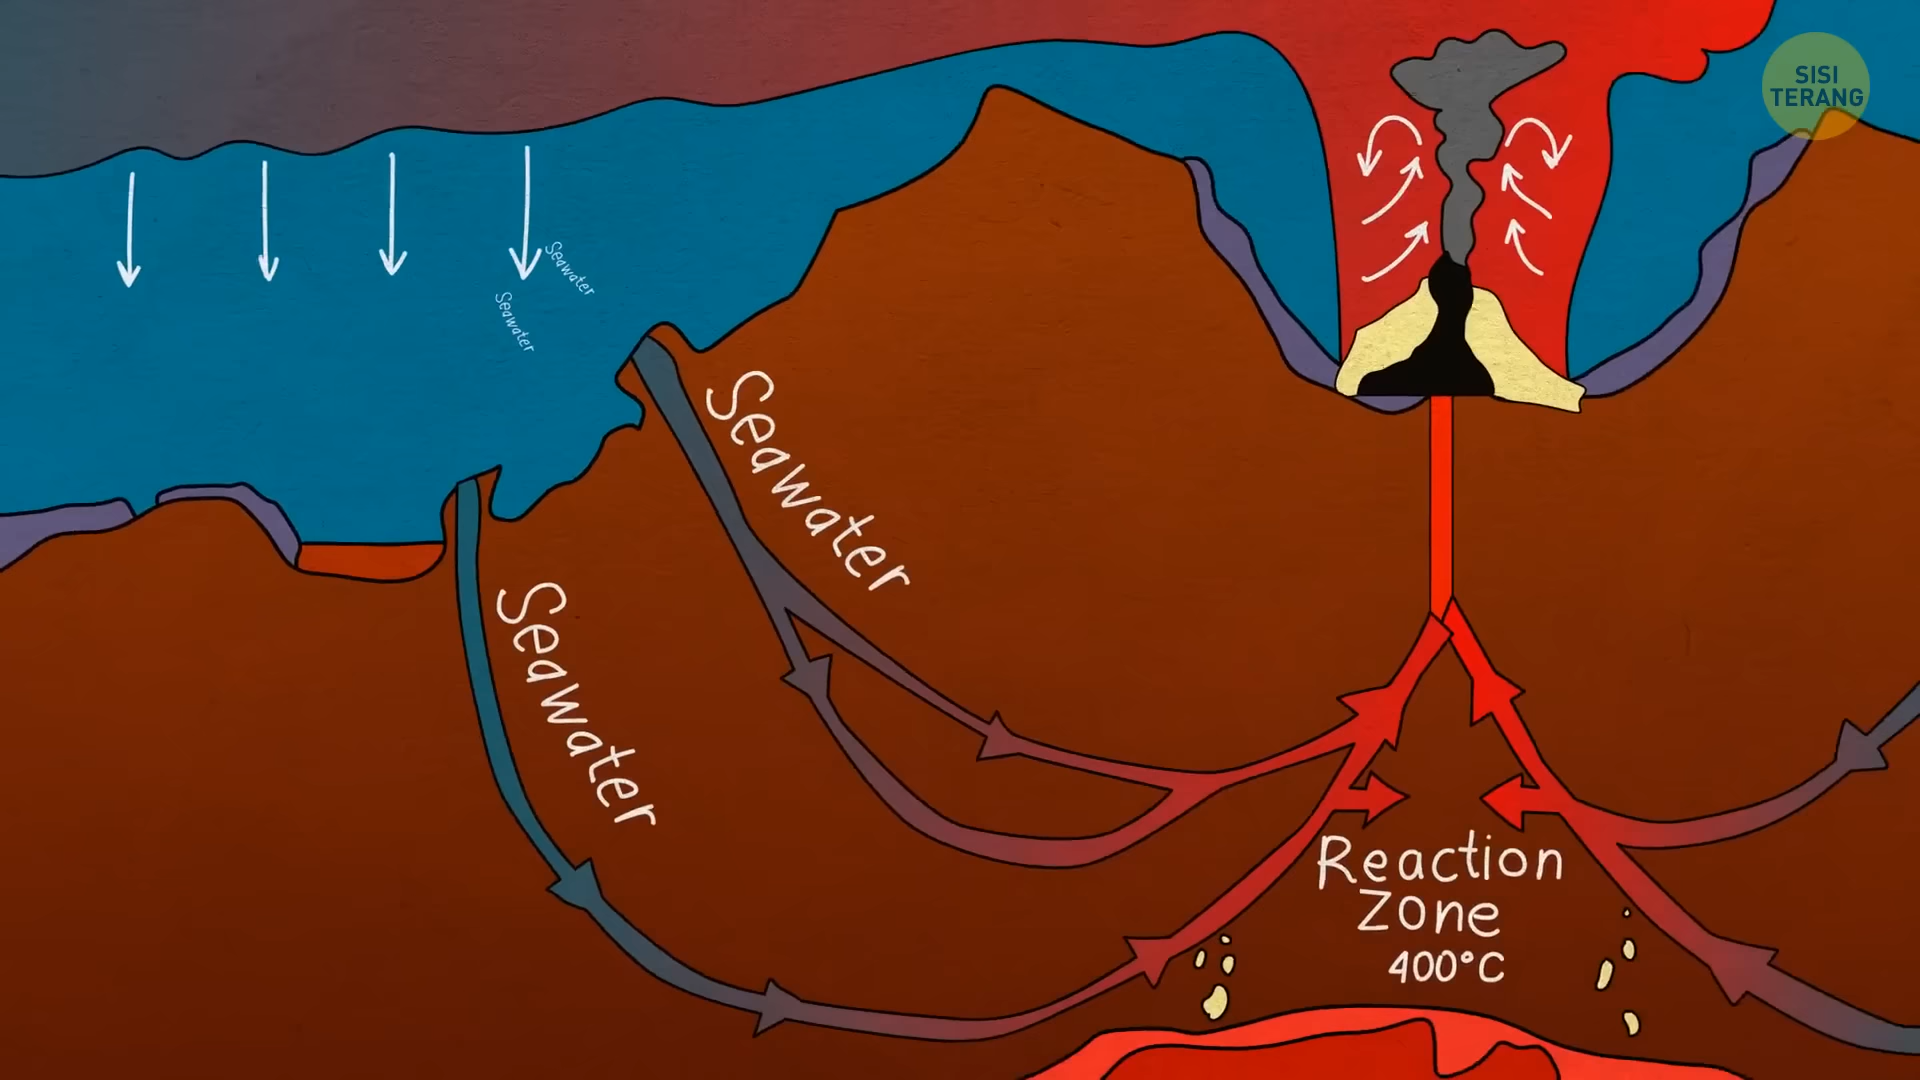 SISI
TERANG
Seawater
Seawater
Seawater
Seawater
Reaction
Zone
400°C